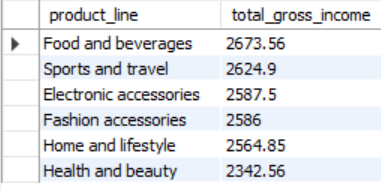 product_line total_gross_income
Food and beverages 2673.56
Sports and travel 2624.9
Electronic accessories 2587.5
Fashion accessories 2586
Home and lifestyle 2564.85
Health and beauty 2342.56